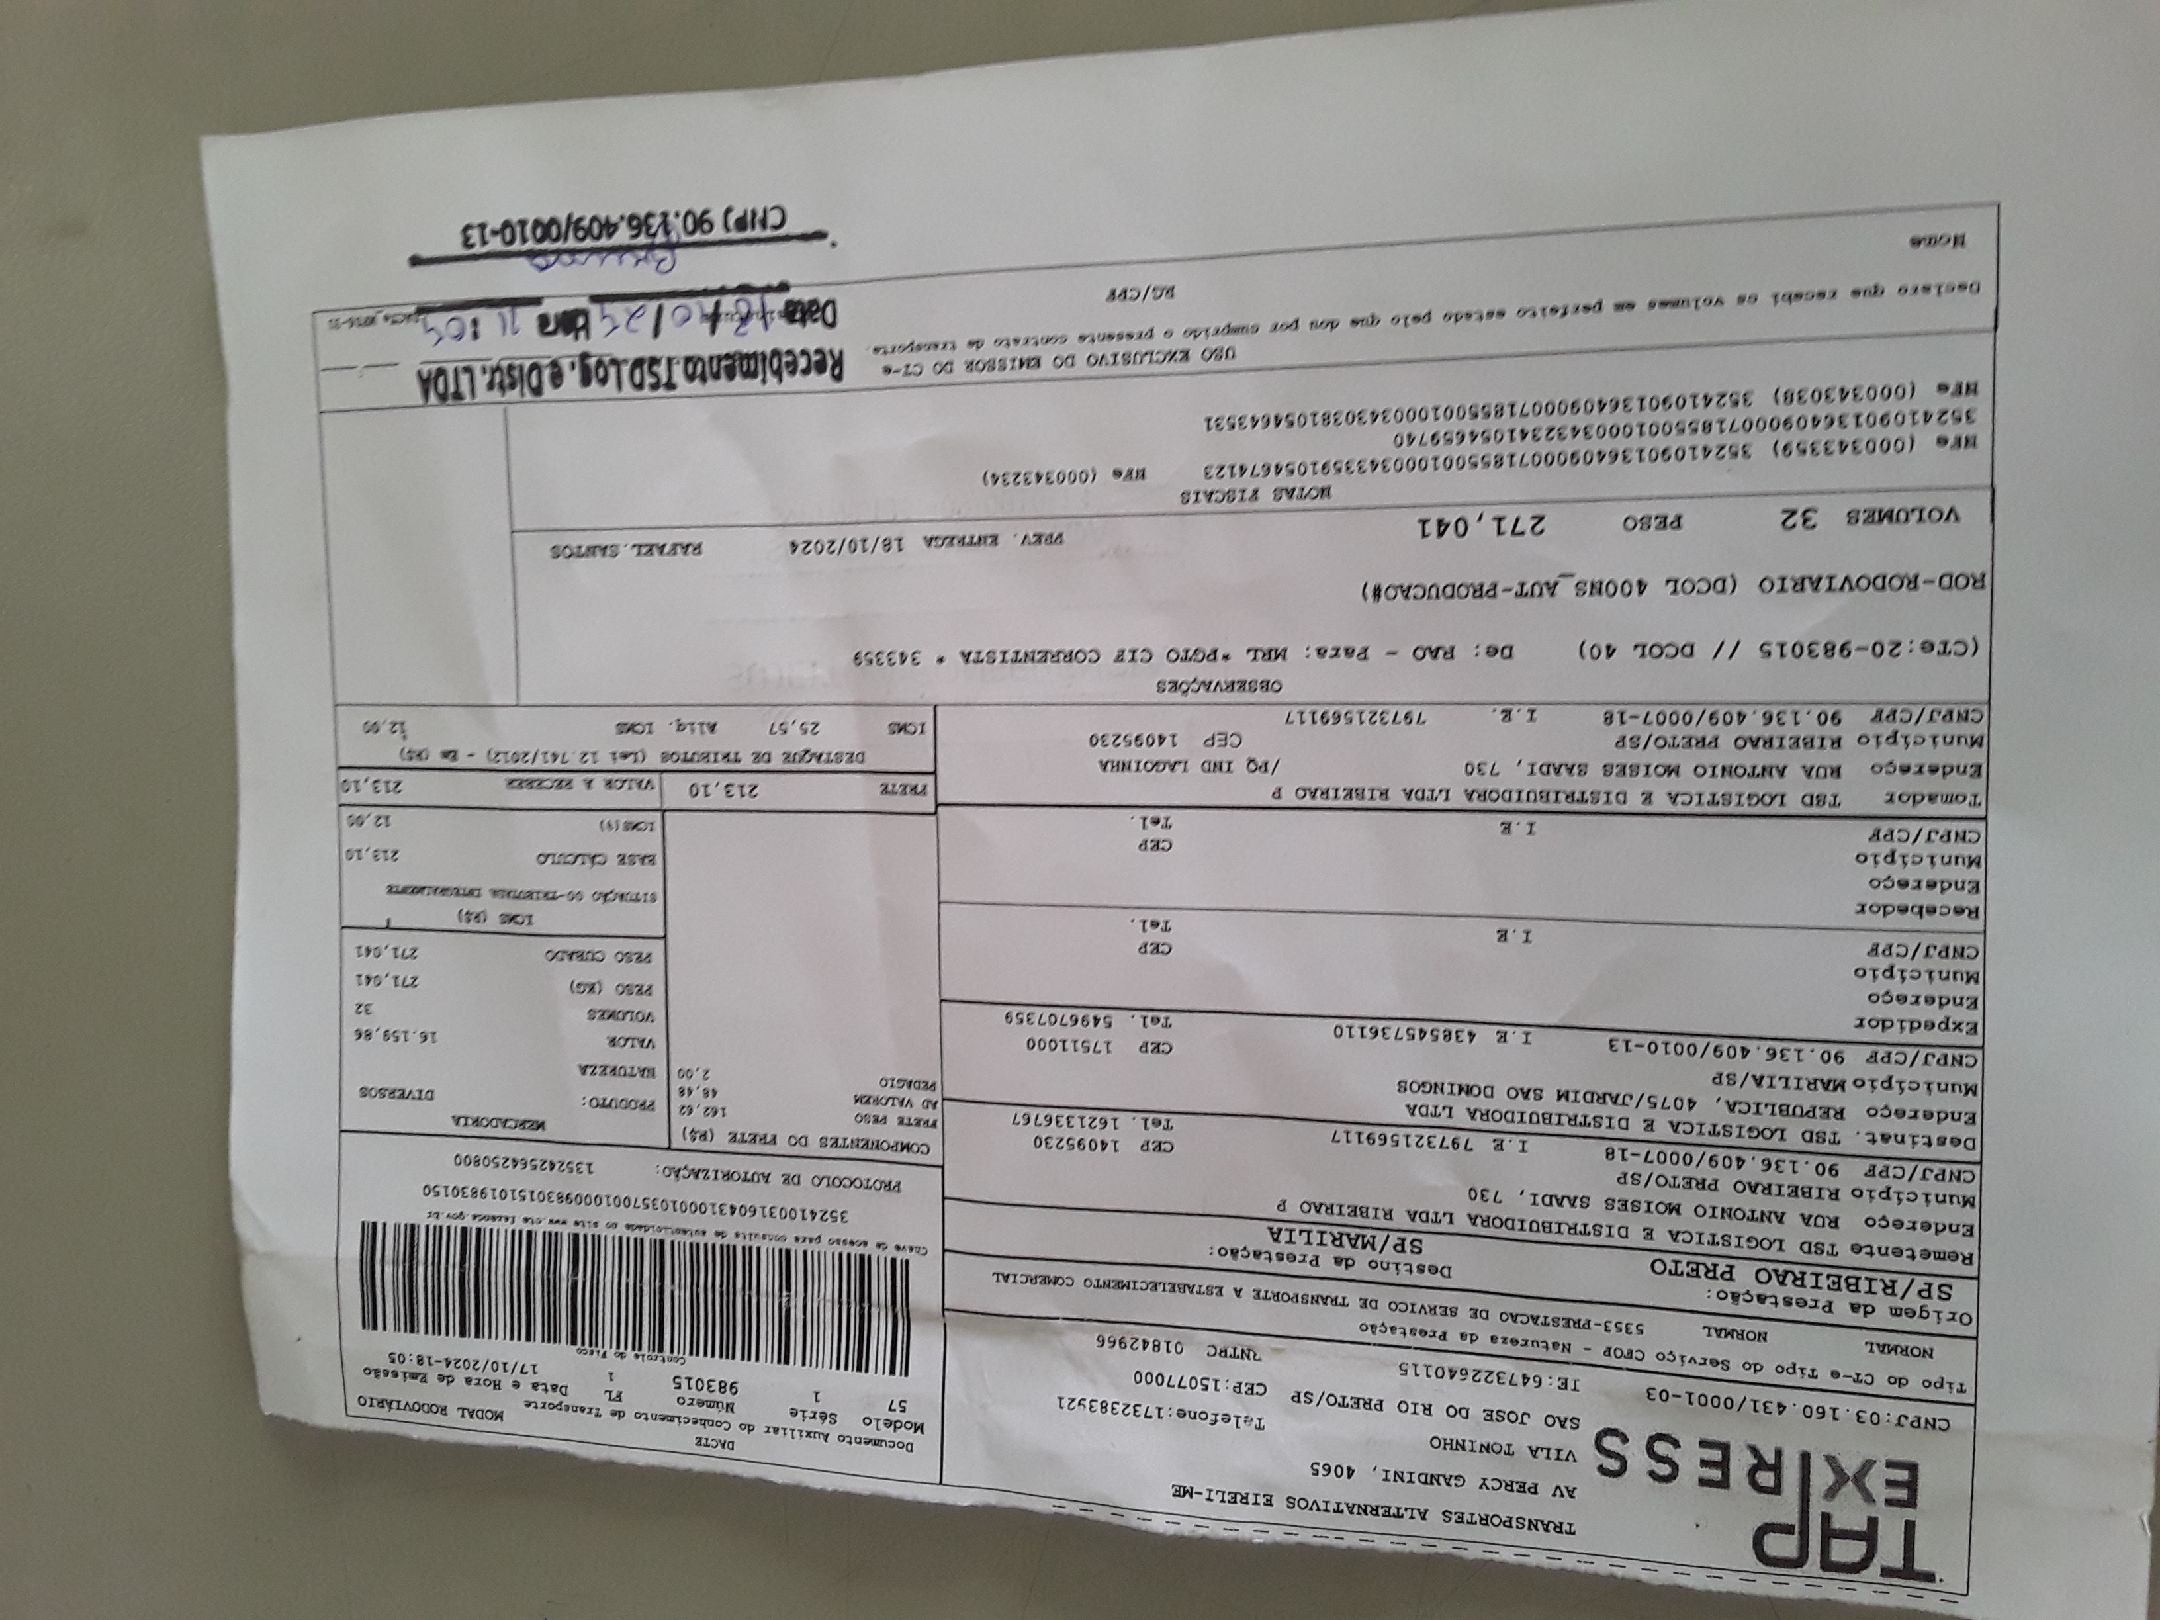 TAP
EXPRESS
TRANSPORTES ALTERNATIVOS EIRELI-ME
AV PERCY GANDINI, 4065
VILA TONINHO
SAO JOSE DO RIO PRETO/SP CEP:15077000
Telefone:1732383921
CNPJ:03.160.431/0001-03 IE:647322640115 RNTRC 01842966
DACTE
Documento Auxiliar do Conhecimento de Transporte MODAL RODOVIÁRIO
Modelo Série Número FL Data e Hora de Emissão
57 1 983015 1 17/10/2024-18:05
Controle do Fisco
Chave de acesso para consulta de autenticidade no site www.cte.fazenda.gov.br
35241003160431000103570010009830151019830150
PROTOCOLO DE AUTORIZAÇÃO: 135242564250800
Tipo do CT-e Tipo do Serviço CFOP - Natureza da Prestação
NORMAL NORMAL 5353-PRESTACAO DE SERVICO DE TRANSPORTE A ESTABELECIMENTO COMERCIAL
Origem da Prestação: Destino da Prestação:
SP/RIBEIRAO PRETO SP/MARILIA
Remetente TSD LOGISTICA E DISTRIBUIDORA LTDA RIBEIRAO P
Endereço RUA ANTONIO MOISES SAADI, 730
Município RIBEIRAO PRETO/SP CEP 14095230
CNPJ/CPF 90.136.409/0007-18 I.E 797321569117 Tel. 1621336767
Destinat. TSD LOGISTICA E DISTRIBUIDORA LTDA
Endereço REPUBLICA, 4075/JARDIM SAO DOMINGOS
Município MARILIA/SP CEP 17511000
CNPJ/CPF 90.136.409/0010-13 I.E 438545736110 Tel. 5496707359
Expedidor
Endereço
Município CEP
CNPJ/CPF I.E Tel.
Recebedor
Endereço
Município CEP
CNPJ/CPF I.E Tel.
Tomador TSD LOGISTICA E DISTRIBUIDORA LTDA RIBEIRAO P
Endereço RUA ANTONIO MOISES SAADI, 730 /PQ IND LAGOINHA
Município RIBEIRAO PRETO/SP CEP 14095230
CNPJ/CPF 90.136.409/0007-18 I.E. 797321569117
COMPONENTES DO FRETE (R$)
FRETE PESO 162,62
AD VALOREM 48,48
PEDAGIO 2,00
MERCADORIA
PRODUTO: DIVERSOS
NATUREZA
VALOR 16.159,86
VOLUMES 32
PESO (KG) 271,041
PESO CUBADO 271,041
ICMS (R$)
SITUAÇÃO 00-TRIBUTADA INTEGRALMENTE
BASE CÁLCULO 213,10
ICMS(%) 12,00
FRETE 213,10 VALOR A RECEBER 213,10
DESTAQUE DE TRIBUTOS (Lei 12.741/2012) - Em (R$)
ICMS 25,57 Aliq. ICMS 12,00
OBSERVAÇÕES
(CTe:20-983015 // DCOL 40) De: RAO - Para: MRL *PGTO CIF CORRENTISTA * 343359
ROD-RODOVIARIO (DCOL 400NS_AUT-PRODUCAO#)
VOLUMES 32 PESO 271,041 PREV. ENTREGA 18/10/2024 RAFAEL.SANTOS
NOTAS FISCAIS
NFe (000343359) 35241090136409000718550010003433591054674123 NFe (000343234)
35241090136409000718550010003432341054659740
NFe (000343038) 35241090136409000718550010003430381054643531
USO EXCLUSIVO DO EMISSOR DO CT-e
Declaro que recebi os volumes em perfeito estado pelo que dou por cumprido o presente contrato de transporte.
Nome RG/CPF
Recebimento TSD Log. e Distr. LTDA
Data 18/10/24 Hora 11:09
Bruno
CNPJ 90.136.409/0010-13